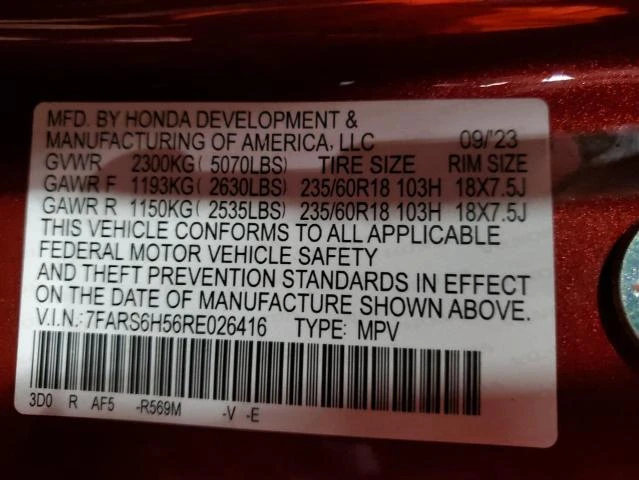 MFD. BY HONDA DEVELOPMENT &
MANUFACTURING OF AMERICA, LLC 09/'23
GVWR 2300KG( 5070LBS) TIRE SIZE RIM SIZE
GAWR F 1193KG( 2630LBS) 235/60R18 103H 18X7.5J
GAWR R 1150KG( 2535LBS) 235/60R18 103H 18X7.5J
THIS VEHICLE CONFORMS TO ALL APPLICABLE
FEDERAL MOTOR VEHICLE SAFETY
AND THEFT PREVENTION STANDARDS IN EFFECT
ON THE DATE OF MANUFACTURE SHOWN ABOVE.
V.I.N.:7FARS6H56RE026416 TYPE: MPV
3D0 R AF5 -R569M -V -E